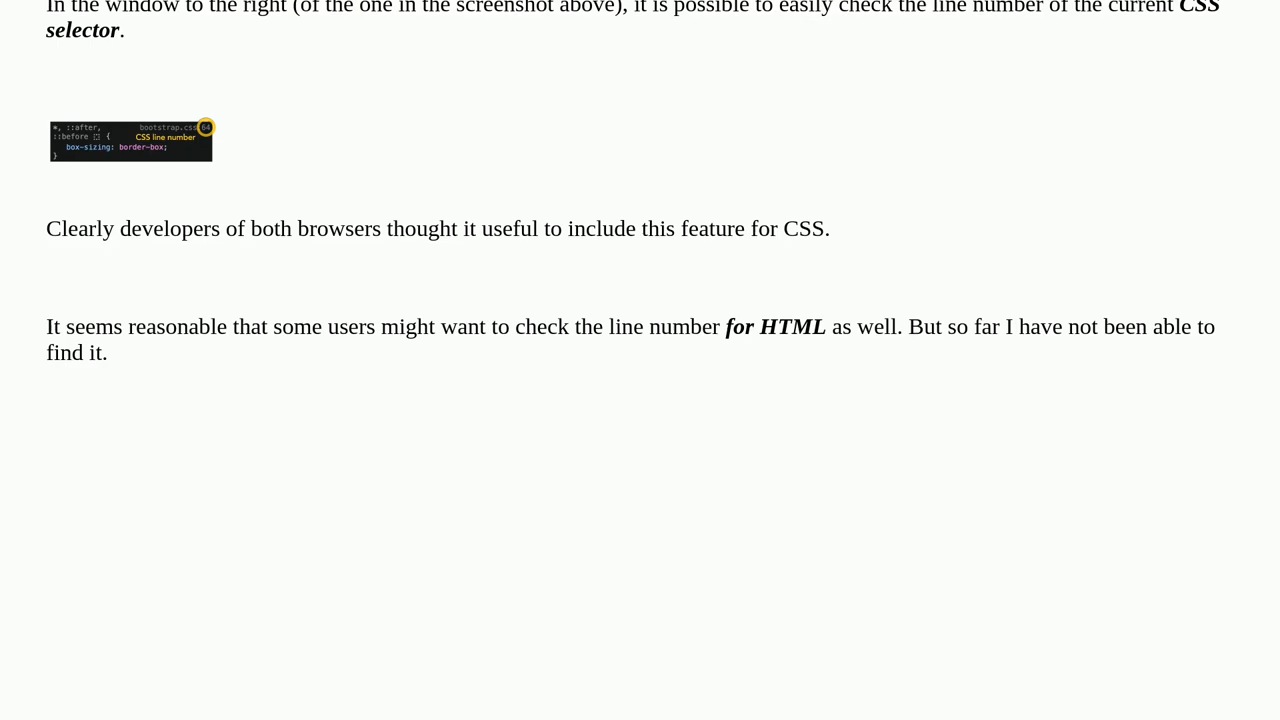 In the window to the right (of the one in the screenshot above), it is possible to easily check the line number of the current CSS
selector.
*, ::after, bootstrap.css:64
::before { CSS line number
box-sizing: border-box;
}
Clearly developers of both browsers thought it useful to include this feature for CSS.
It seems reasonable that some users might want to check the line number for HTML as well. But so far I have not been able to
find it.